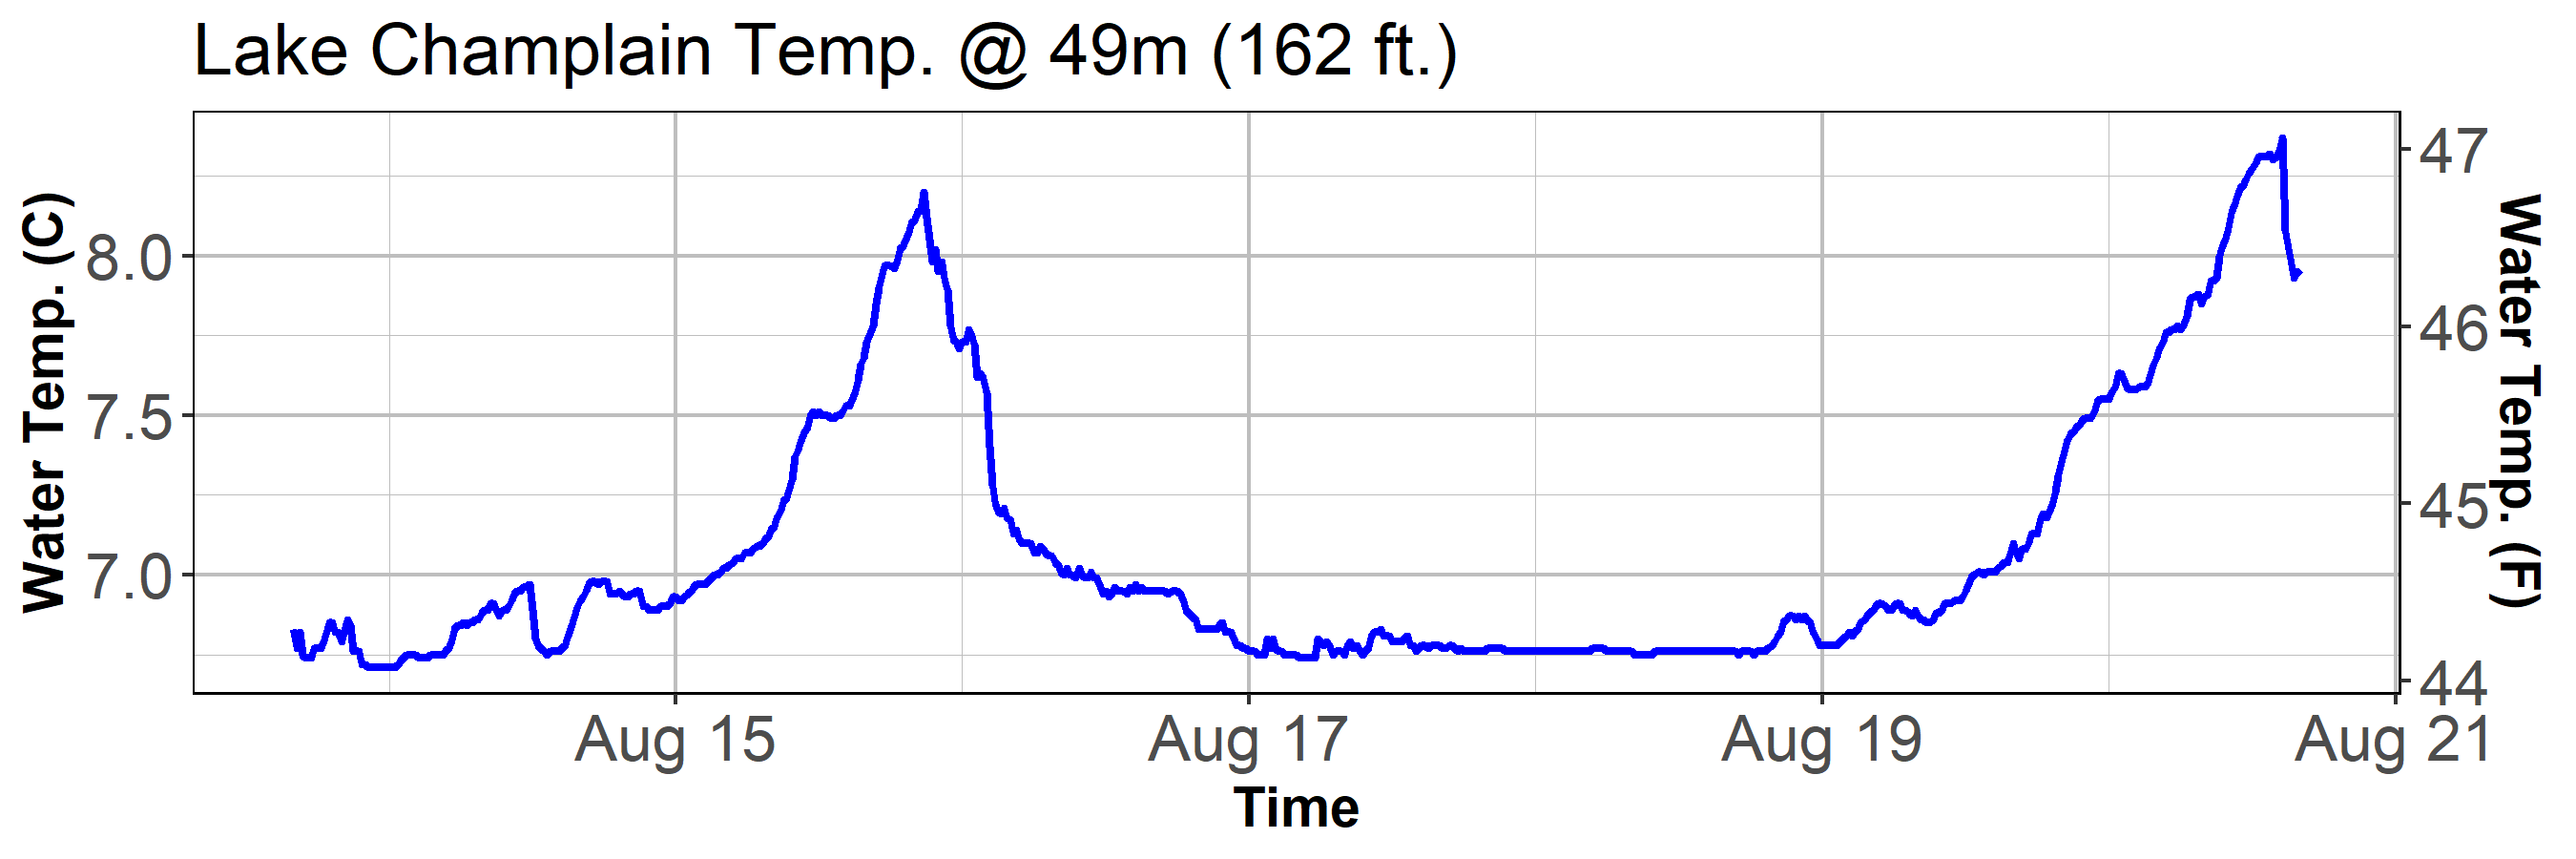 Lake Champlain Temp. @ 49m (162 ft.)
Water Temp. (C)
8.0
7.5
7.0
47
46
45
44
Water Temp. (F)
Aug 15
Aug 17
Aug 19
Aug 21
Time